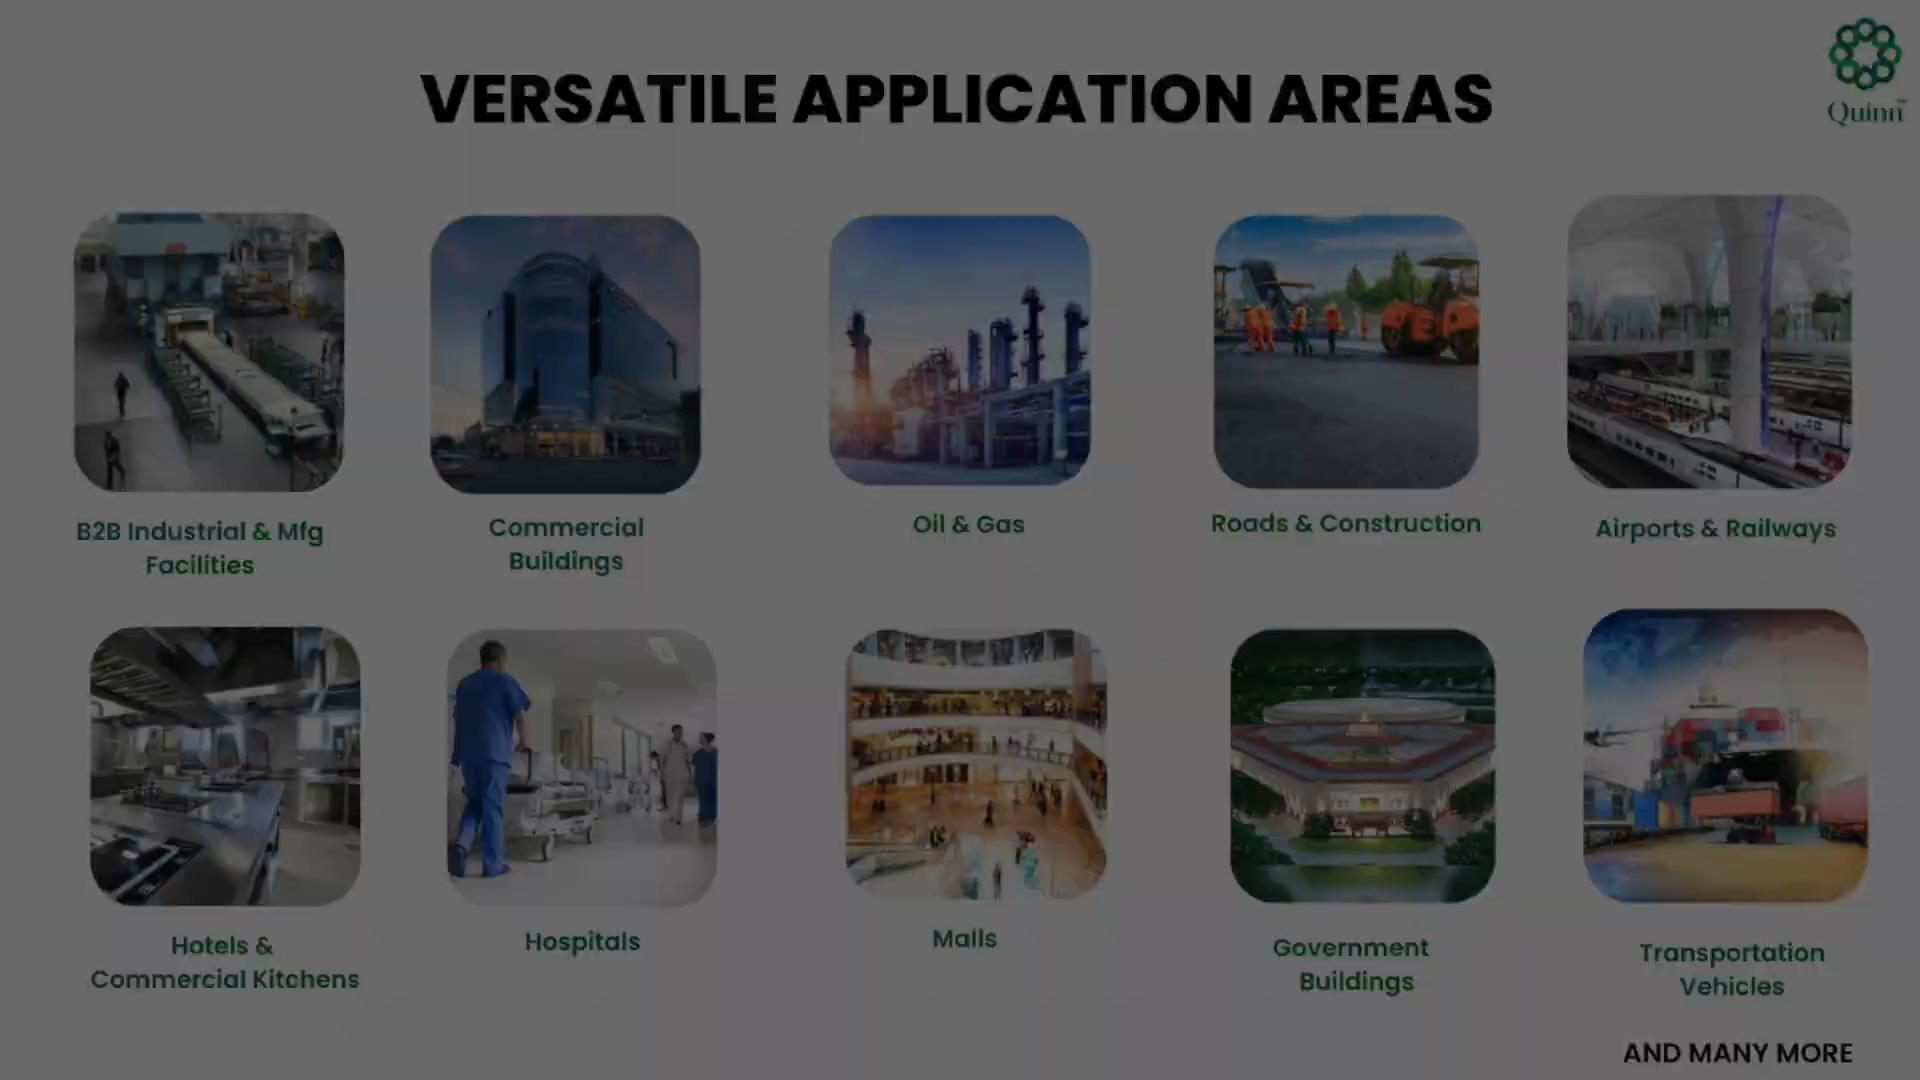 VERSATILE APPLICATION AREAS
Quinn™
B2B Industrial & Mfg
Facilities
Commercial
Buildings
Oil & Gas
Roads & Construction
Airports & Railways
Hotels &
Commercial Kitchens
Hospitals
Malls
Government
Buildings
Transportation
Vehicles
AND MANY MORE